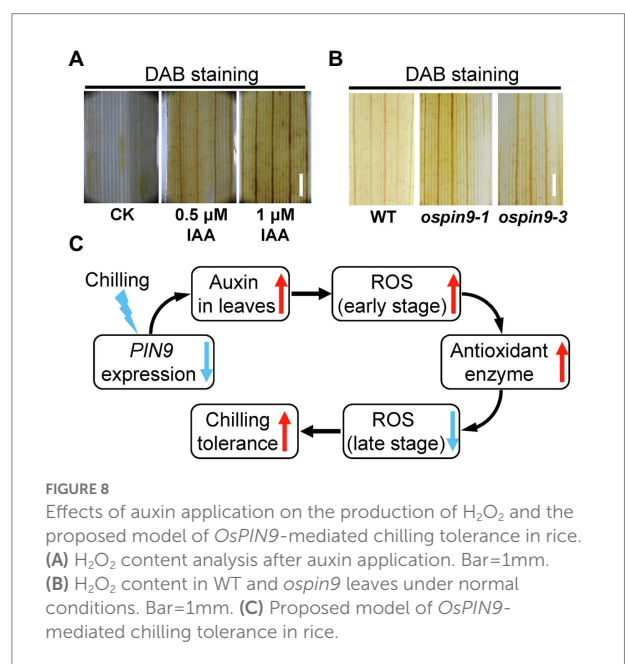 A
DAB staining
CK
0.5 µM
IAA
1 µM
IAA
B
DAB staining
WT
ospin9-1
ospin9-3
C
Chilling
PIN9
expression
Auxin
in leaves
ROS
(early stage)
Antioxidant
enzyme
ROS
(late stage)
Chilling
tolerance
FIGURE 8
Effects of auxin application on the production of H₂O₂ and the
proposed model of OsPIN9-mediated chilling tolerance in rice.
(A) H₂O₂ content analysis after auxin application. Bar=1mm.
(B) H₂O₂ content in WT and ospin9 leaves under normal
conditions. Bar=1mm. (C) Proposed model of OsPIN9-
mediated chilling tolerance in rice.